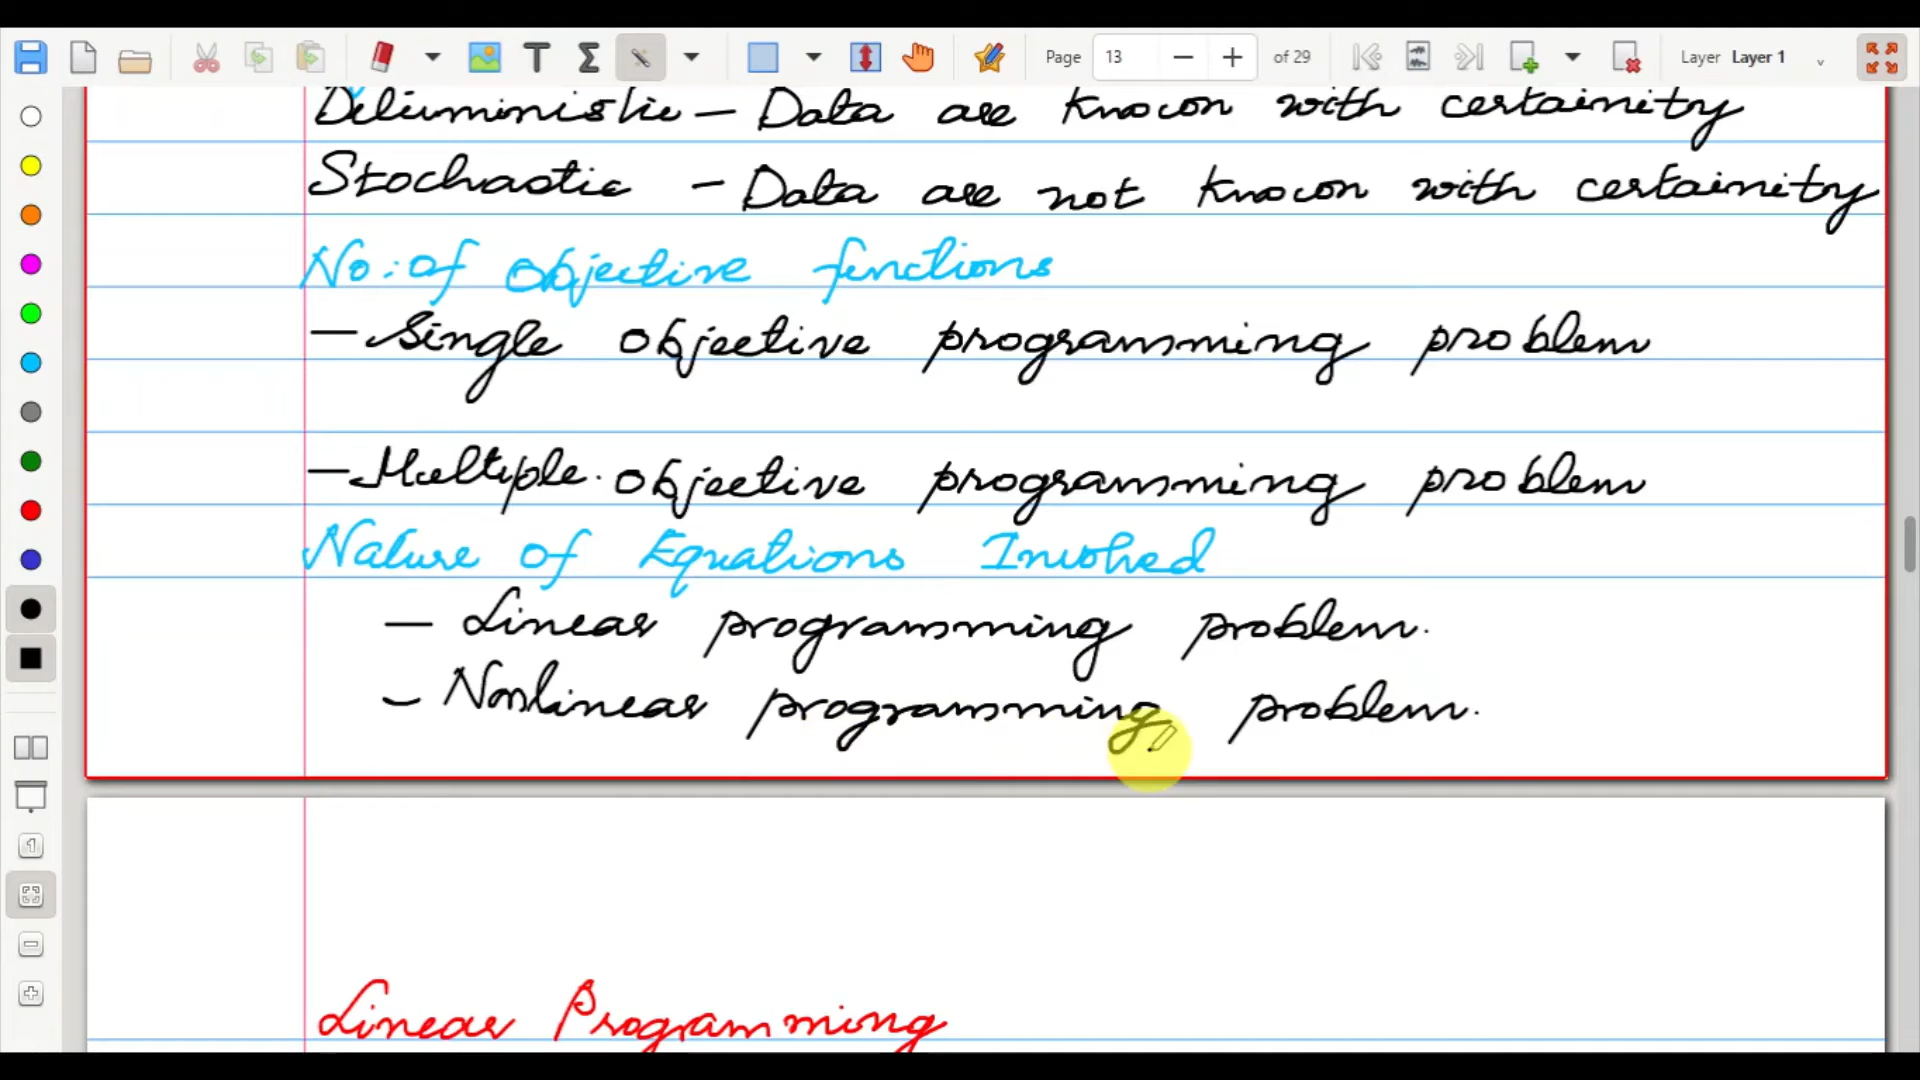 Page 13 of 29 Layer Layer 1
Deterministic - Data are known with certainity
Stochastic - Data are not known with certainity
No: of objective functions
- Single objective programming problem
- Multiple objective programming problem
Nature of Equations Involved
- Linear programming problem.
- Nonlinear programming problem.
Linear Programming